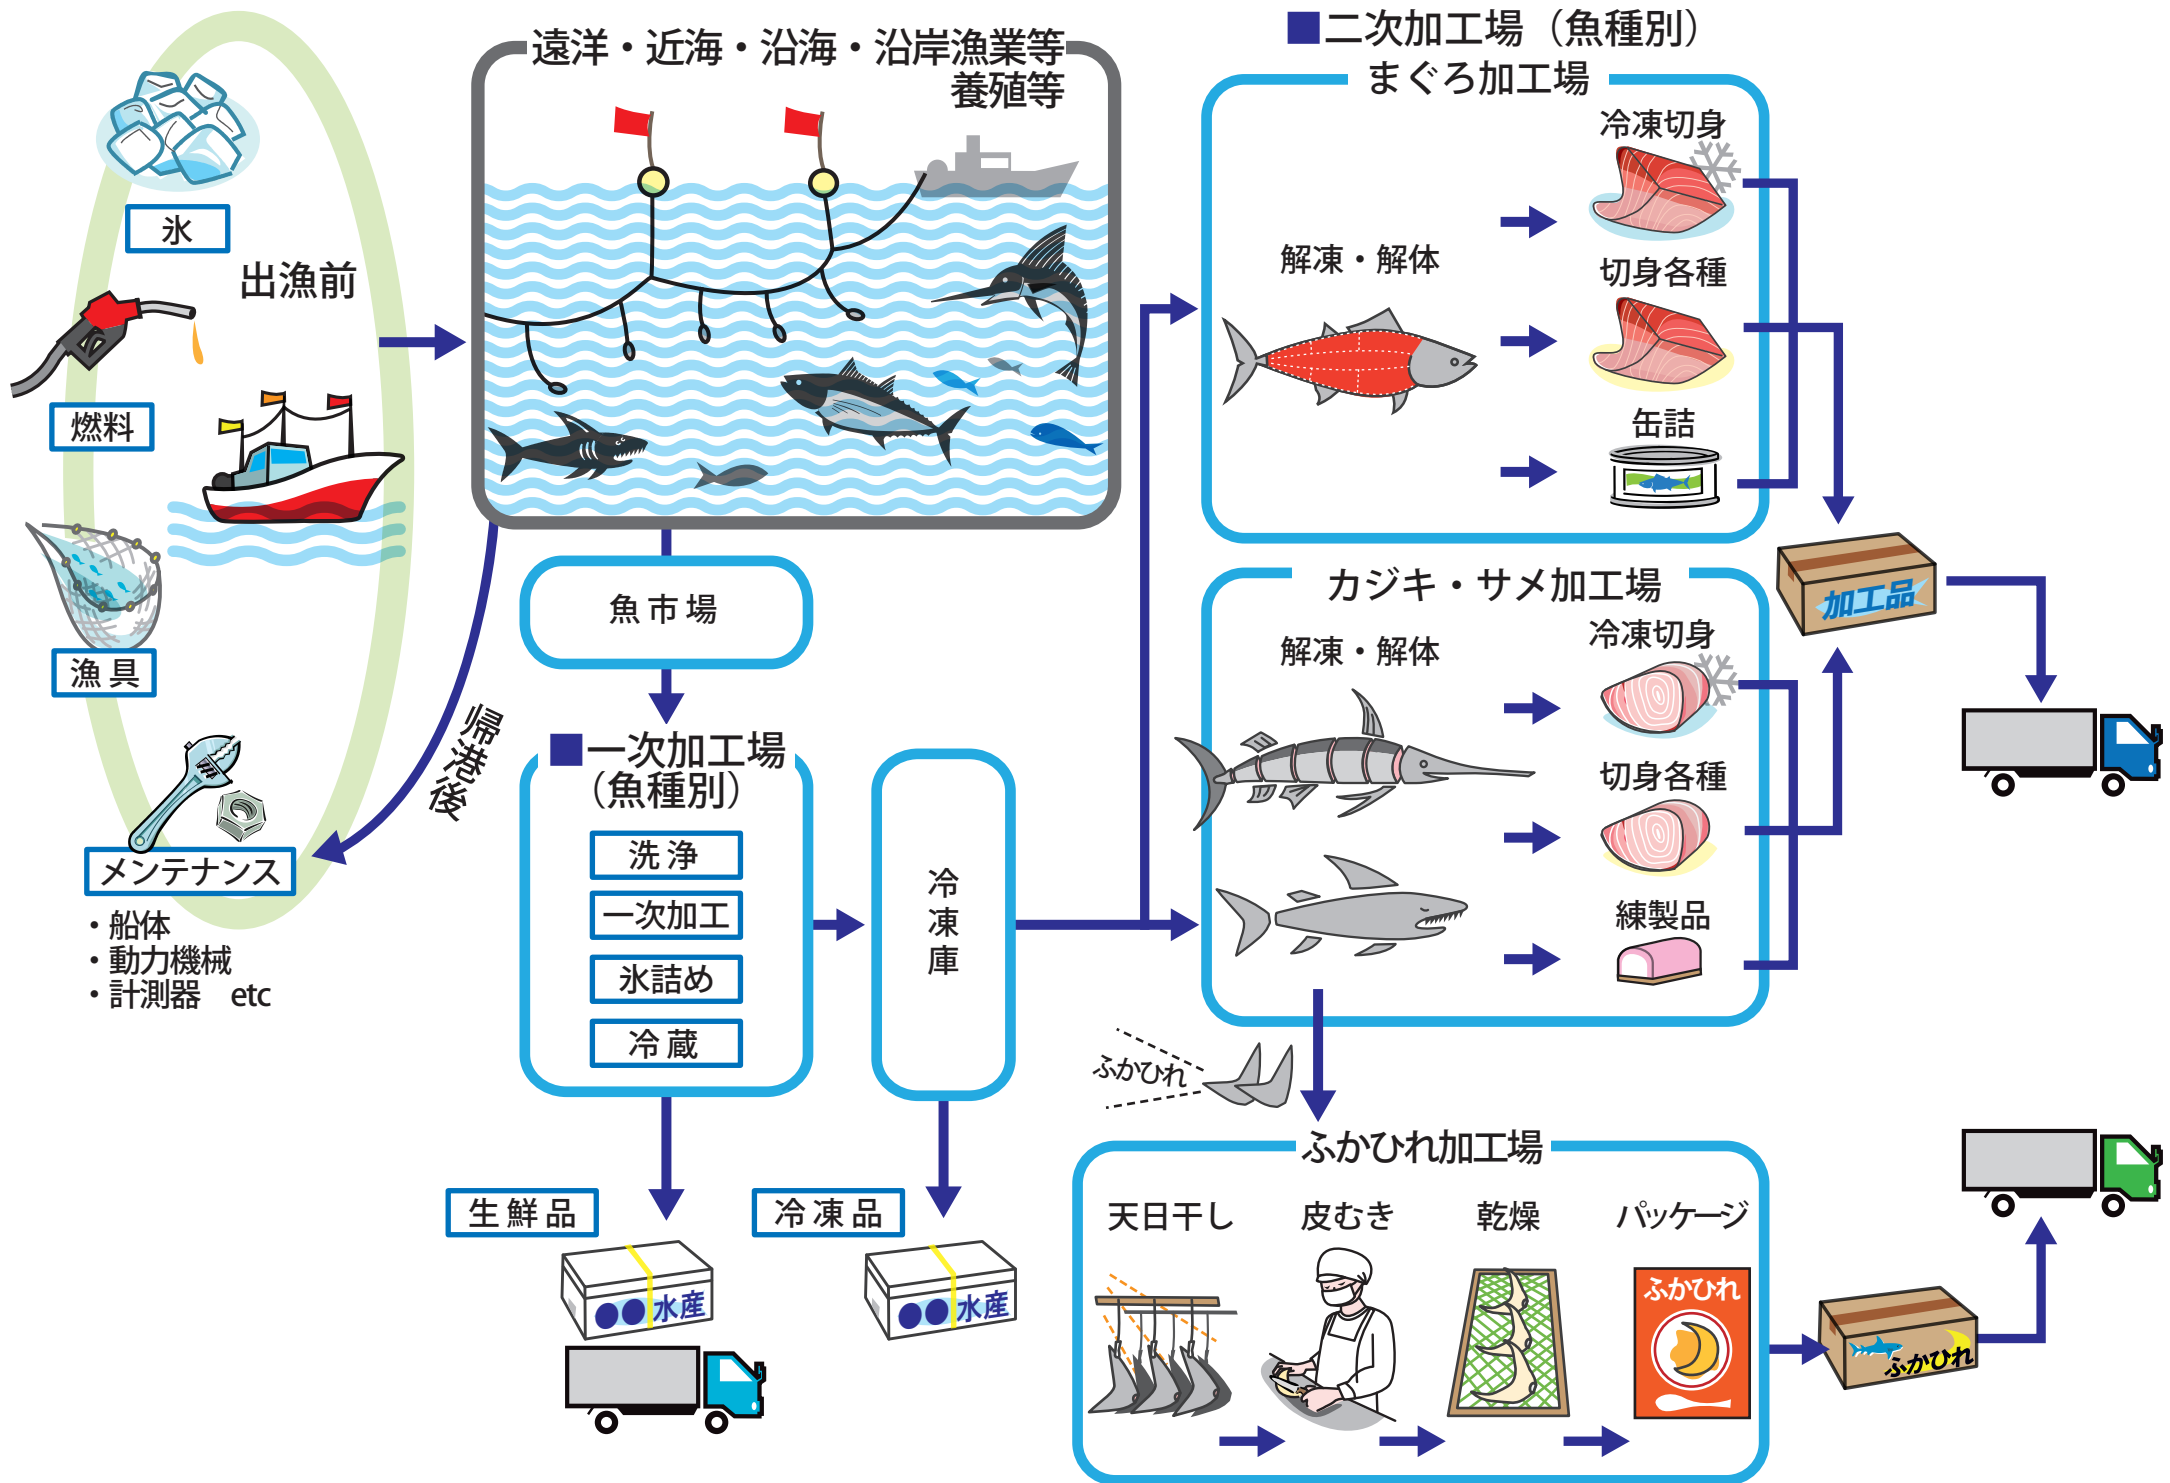 氷
出漁前
燃料
漁具
メンテナンス
・船体
・動力機械
・計測器　etc
遠洋・近海・沿海・沿岸漁業等
養殖等
帰港後
魚市場
■一次加工場
（魚種別）
洗浄
一次加工
氷詰め
冷蔵
冷凍庫
生鮮品
●●水産
冷凍品
●●水産
■二次加工場（魚種別）
まぐろ加工場
解凍・解体
冷凍切身
切身各種
缶詰
カジキ・サメ加工場
解凍・解体
冷凍切身
切身各種
練製品
加工品
ふかひれ
ふかひれ加工場
天日干し
皮むき
乾燥
パッケージ
ふかひれ
ふかひれ